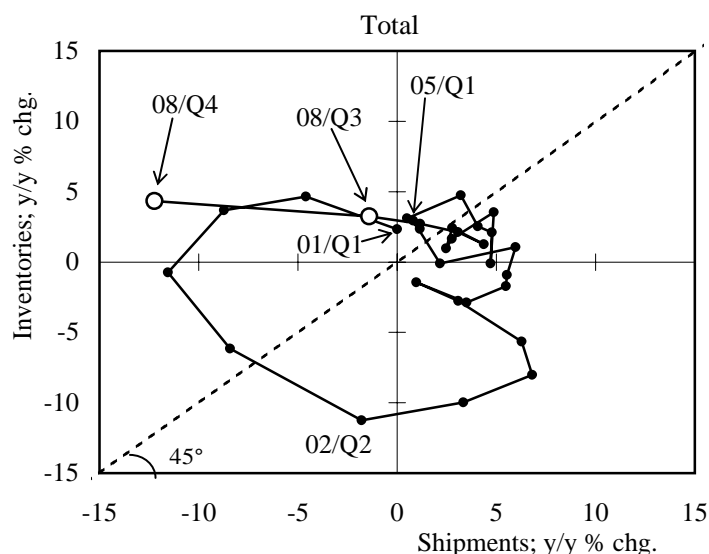 Total
15
15
10
5
0
-5
-10
-15
Inventories; y/y % chg.
08/Q4
08/Q3
05/Q1
01/Q1
02/Q2
45°
-15
-10
-5
0
5
10
15
Shipments; y/y % chg.